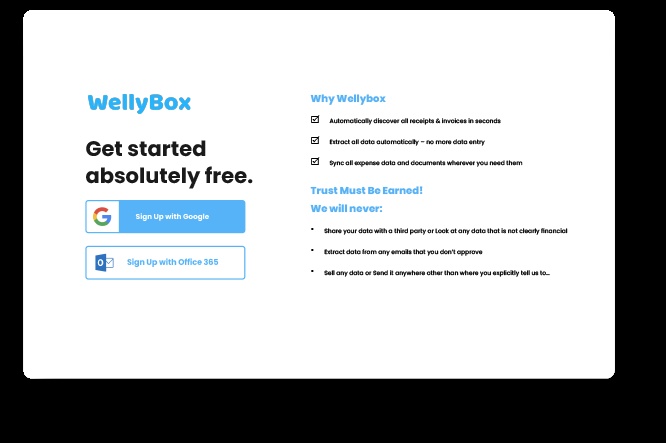 WellyBox
Get started
absolutely free.
Sign Up with Google
Sign Up with Office 365
Why Wellybox
Automatically discover all receipts & invoices in seconds
Extract all data automatically – no more data entry
Sync all expense data and documents wherever you need them
Trust Must Be Earned!
We will never:
Share your data with a third party or Look at any data that is not clearly financial
Extract data from any emails that you don't approve
Sell any data or Send it anywhere other than where you explicitly tell us to...